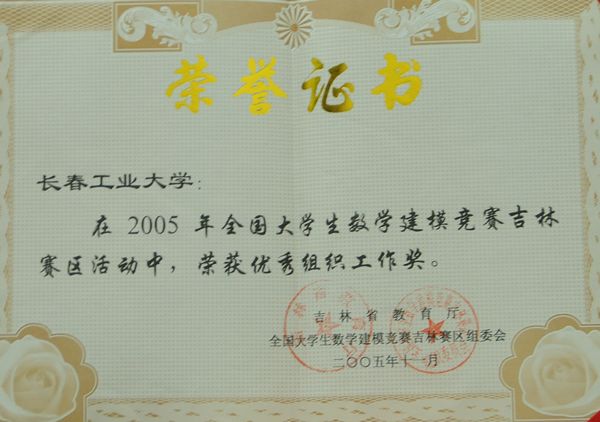 荣誉证书
长春工业大学:
在 2005 年全国大学生数学建模竞赛吉林
赛区活动中，荣获优秀组织工作奖。
吉林省教育厅
全国大学生数学建模竞赛吉林赛区组委会
二〇〇五年十一月